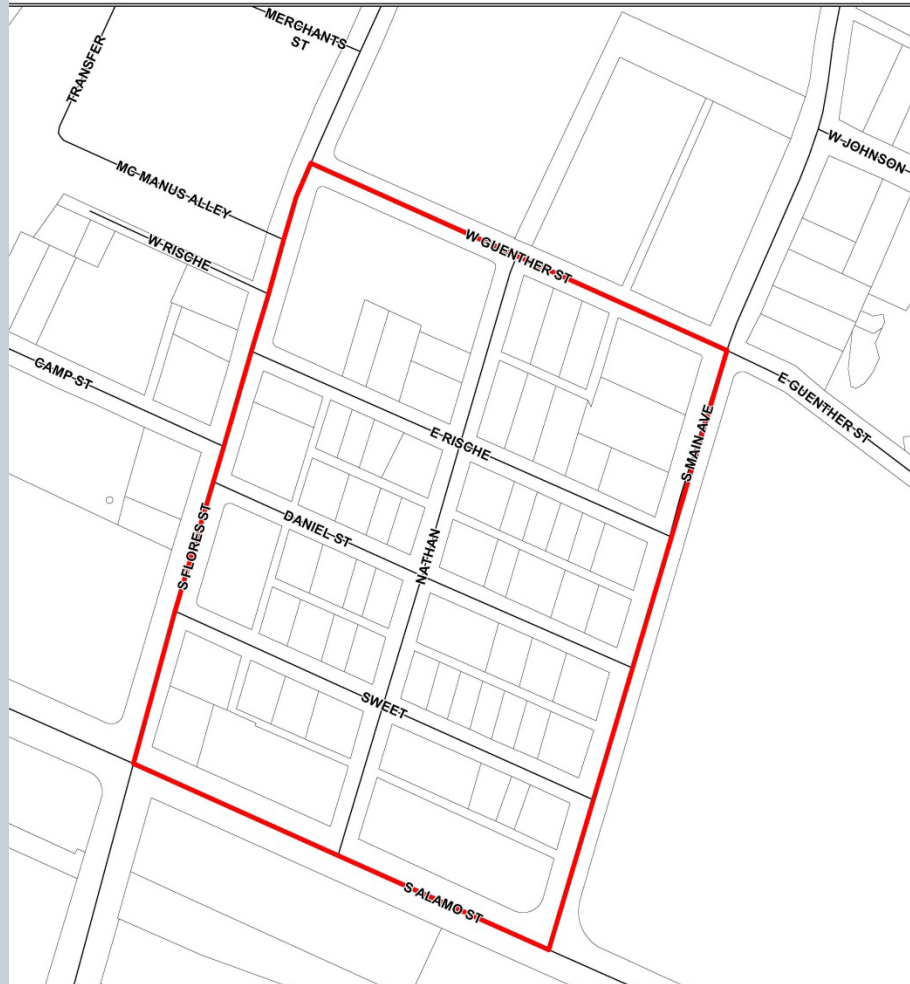 MERCHANTS
ST
TRANSFER
W JOHNSON
MC MANUS ALLEY
W RISCHE
W GUENTHER ST
CAMP ST
E GUENTHER ST
E RISCHE
S MAIN AVE
DANIEL ST
S FLORES ST
NATHAN
SWEET
S ALAMO ST